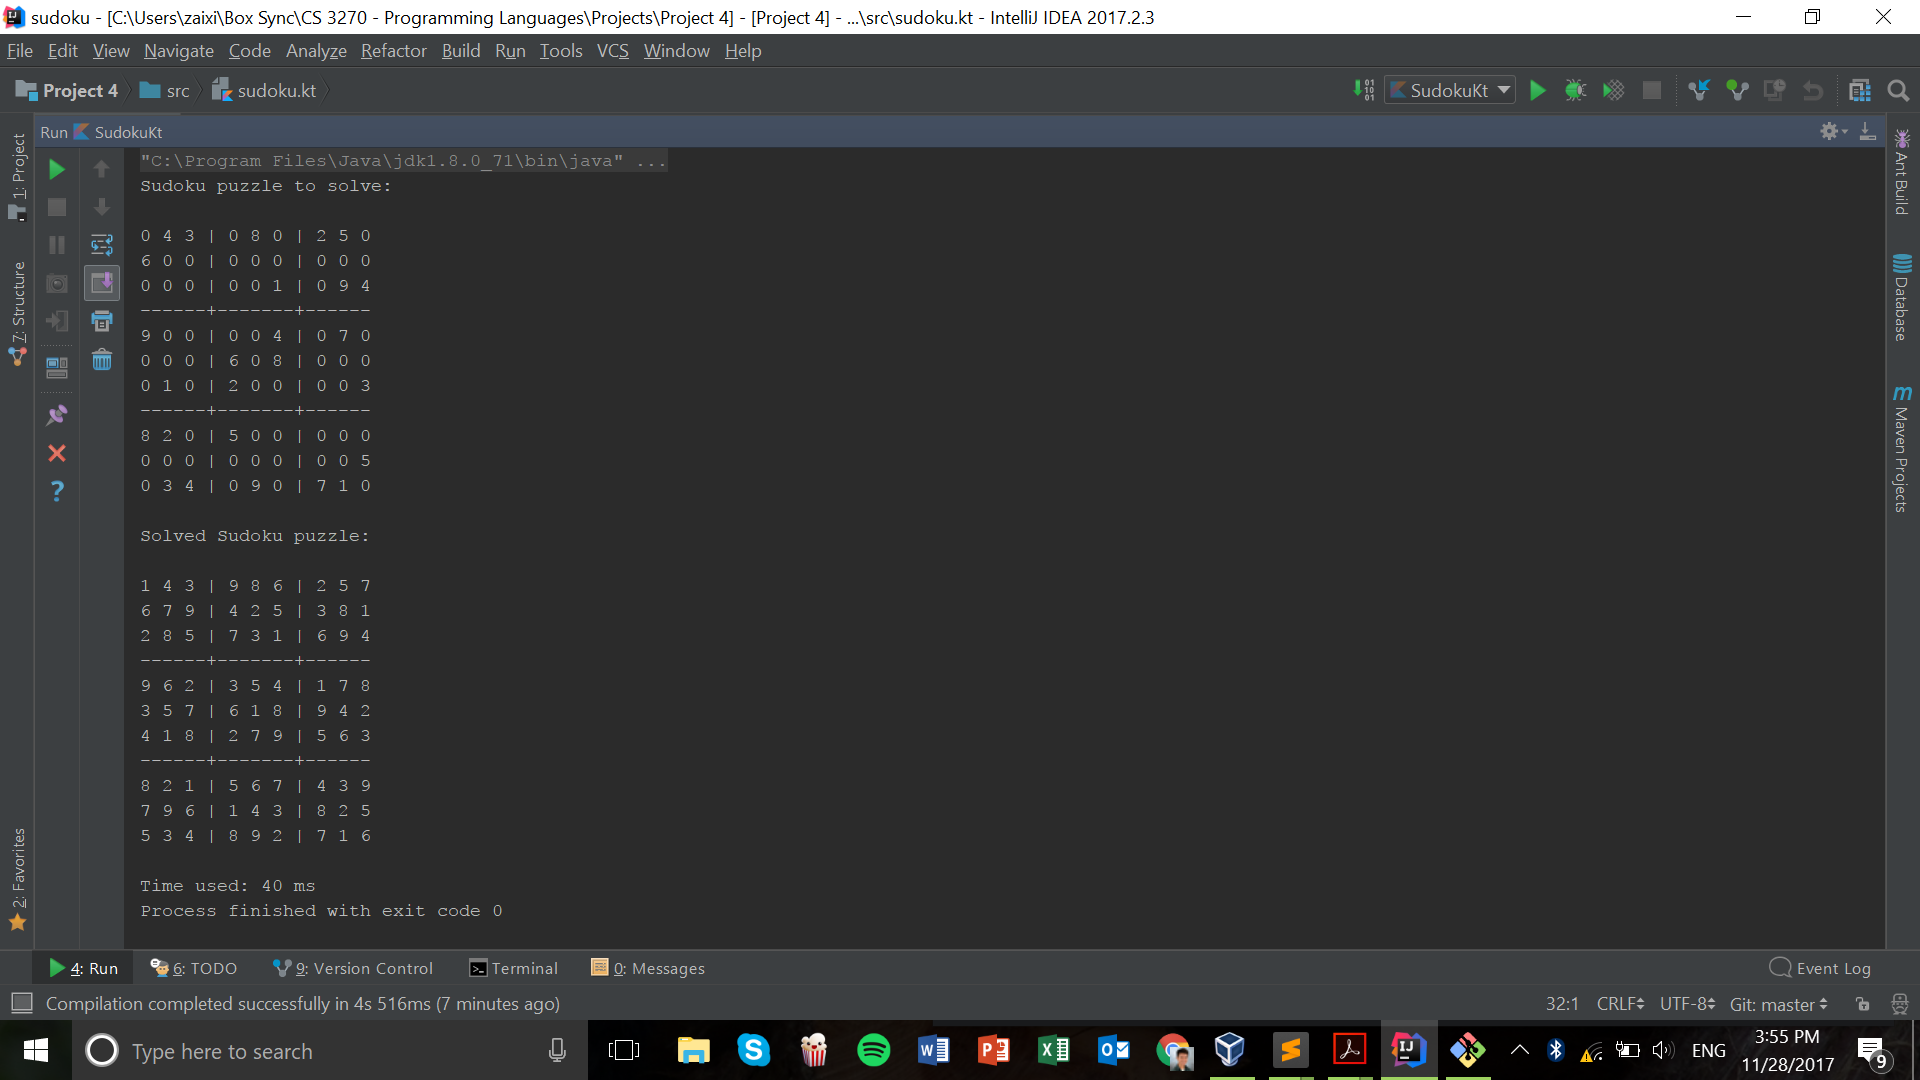 sudoku - [C:\Users\zaixi\Box Sync\CS 3270 - Programming Languages\Projects\Project 4] - [Project 4] - ...\src\sudoku.kt - IntelliJ IDEA 2017.2.3
File Edit View Navigate Code Analyze Refactor Build Run Tools VCS Window Help
Project 4 src sudoku.kt SudokuKt
Run SudokuKt
1: Project
7: Structure
2: Favorites
Ant Build
Database
Maven Projects
"C:\Program Files\Java\jdk1.8.0_71\bin\java" ...
Sudoku puzzle to solve:
0 4 3 | 0 8 0 | 2 5 0
6 0 0 | 0 0 0 | 0 0 0
0 0 0 | 0 0 1 | 0 9 4
------+-------+------
9 0 0 | 0 0 4 | 0 7 0
0 0 0 | 6 0 8 | 0 0 0
0 1 0 | 2 0 0 | 0 0 3
------+-------+------
8 2 0 | 5 0 0 | 0 0 0
0 0 0 | 0 0 0 | 0 0 5
0 3 4 | 0 9 0 | 7 1 0
Solved Sudoku puzzle:
1 4 3 | 9 8 6 | 2 5 7
6 7 9 | 4 2 5 | 3 8 1
2 8 5 | 7 3 1 | 6 9 4
------+-------+------
9 6 2 | 3 5 4 | 1 7 8
3 5 7 | 6 1 8 | 9 4 2
4 1 8 | 2 7 9 | 5 6 3
------+-------+------
8 2 1 | 5 6 7 | 4 3 9
7 9 6 | 1 4 3 | 8 2 5
5 3 4 | 8 9 2 | 7 1 6
Time used: 40 ms
Process finished with exit code 0
4: Run 6: TODO 9: Version Control Terminal 0: Messages Event Log
Compilation completed successfully in 4s 516ms (7 minutes ago) 32:1 CRLF UTF-8 Git: master
Type here to search ENG 3:55 PM
11/28/2017 9